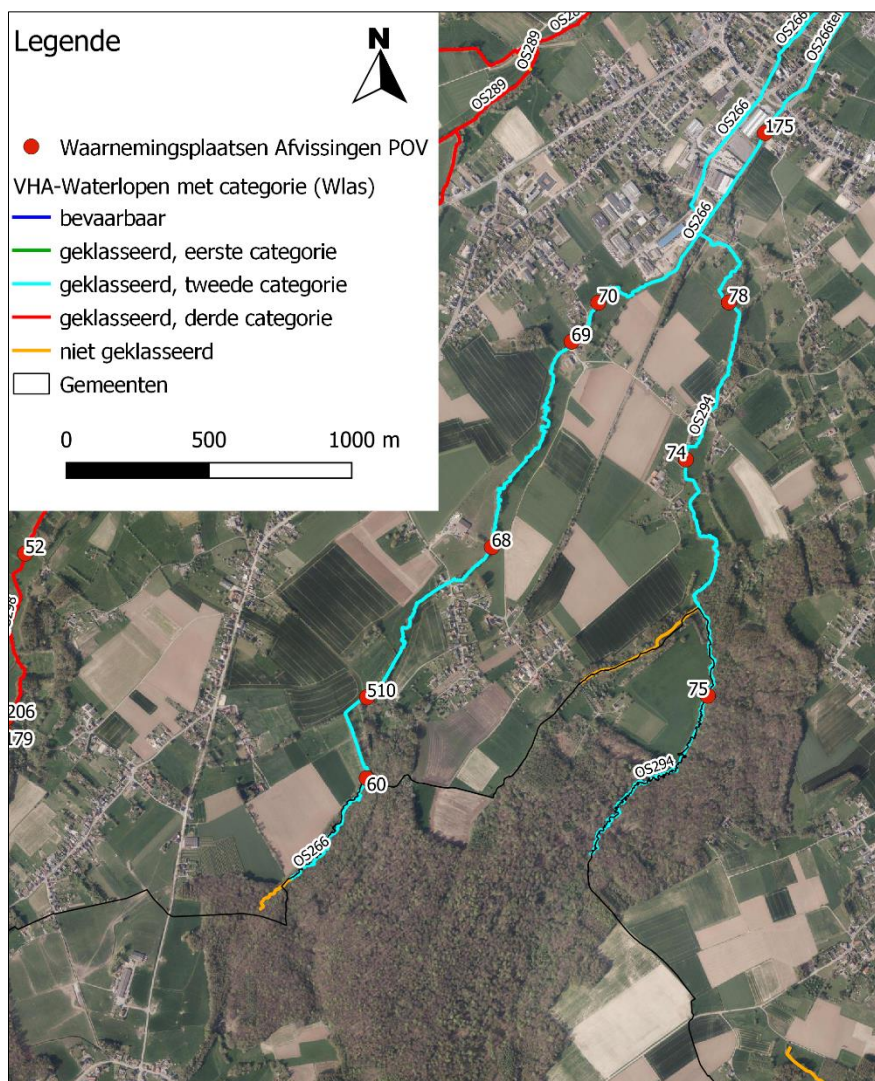 Legende
N
Waarnemingsplaatsen Afvissingen POV
VHA-Waterlopen met categorie (Wlas)
bevaarbaar
geklasseerd, eerste categorie
geklasseerd, tweede categorie
geklasseerd, derde categorie
niet geklasseerd
Gemeenten
0 500 1000 m
OS289
OS289
OS266
OS266
OS266
175
70
78
69
OS294
74
68
52
75
510
206
179
OS294
60
OS266